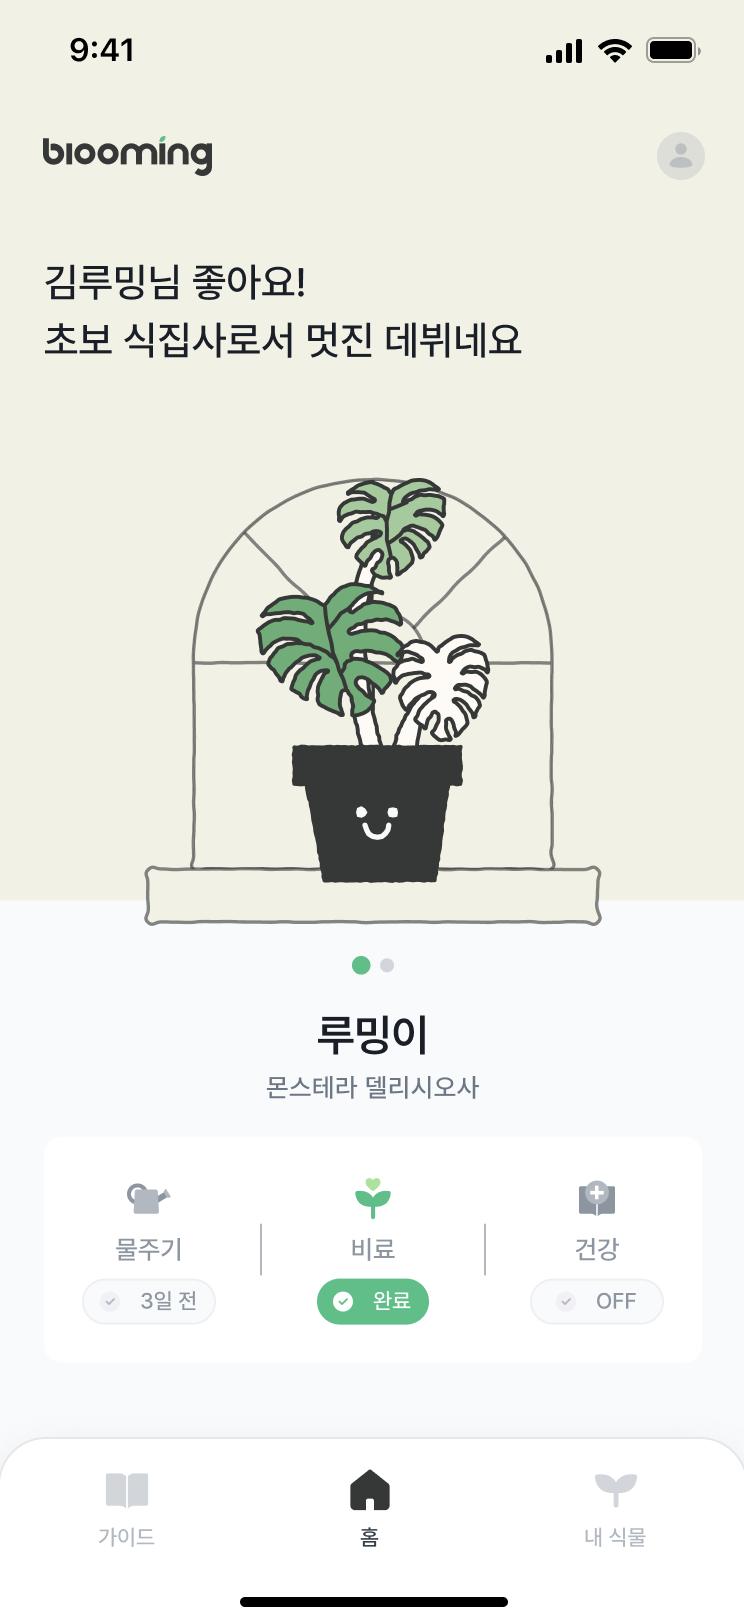 9:41
blooming
김루밍님 좋아요!
초보 식집사로서 멋진 데뷔네요
루밍이
몬스테라 델리시오사
물주기
비료
건강
3일 전
완료
OFF
가이드
홈
내 식물